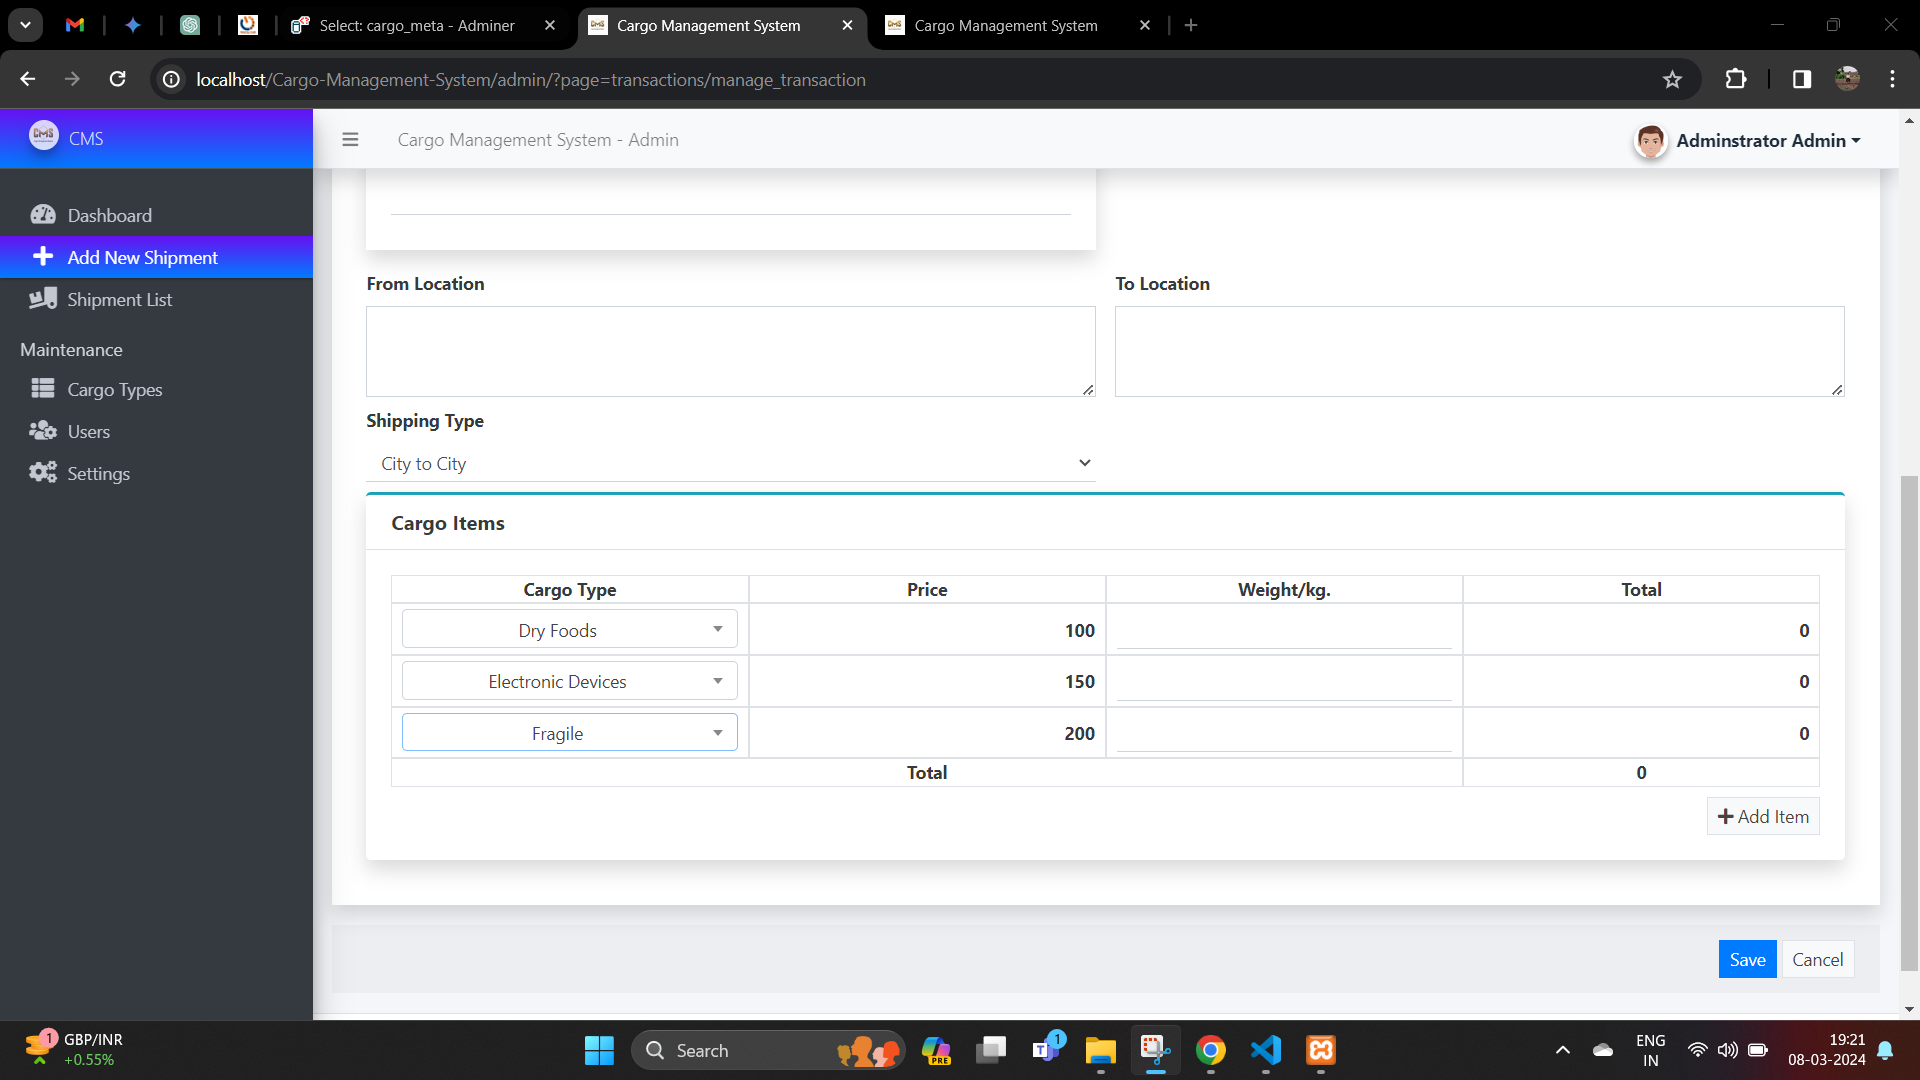 Select: cargo_meta - Adminer
Cargo Management System
Cargo Management System
localhost/Cargo-Management-System/admin/?page=transactions/manage_transaction
CMS
CMS
Cargo Management System - Admin
Adminstrator Admin
Dashboard
Add New Shipment
Shipment List
Maintenance
Cargo Types
Users
Settings
From Location
To Location
Shipping Type
City to City
Cargo Items
Cargo Type Price Weight/kg. Total
Dry Foods 100 0
Electronic Devices 150 0
Fragile 200 0
Total 0
Add Item
Save Cancel
1 GBP/INR
+0.55%
Search
PRE
T 1
ENG
IN
19:21
08-03-2024